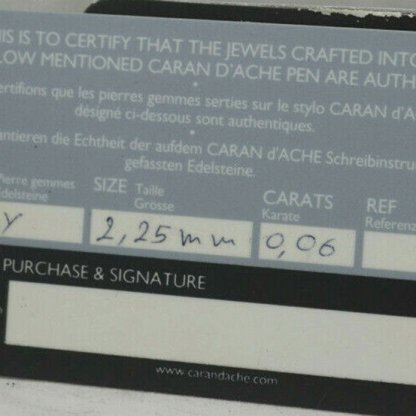 IS IS TO CERTIFY THAT THE JEWELS CRAFTED INTO
LOW MENTIONED CARAN D'ACHE PEN ARE AUTH
ertifions que les pierres gemmes serties sur le stylo CARAN d'A
désigné ci-dessous sont authentiques.
antieren die Echtheit der aufdem CARAN d'ACHE Schreibinstru
gefassten Edelsteine.
Pierre gemmes
Edelsteine
SIZE Taille
Grösse
CARATS
Karate
REF
Referenz
Y
2,25mm
0,06
PURCHASE & SIGNATURE
www.carandache.com